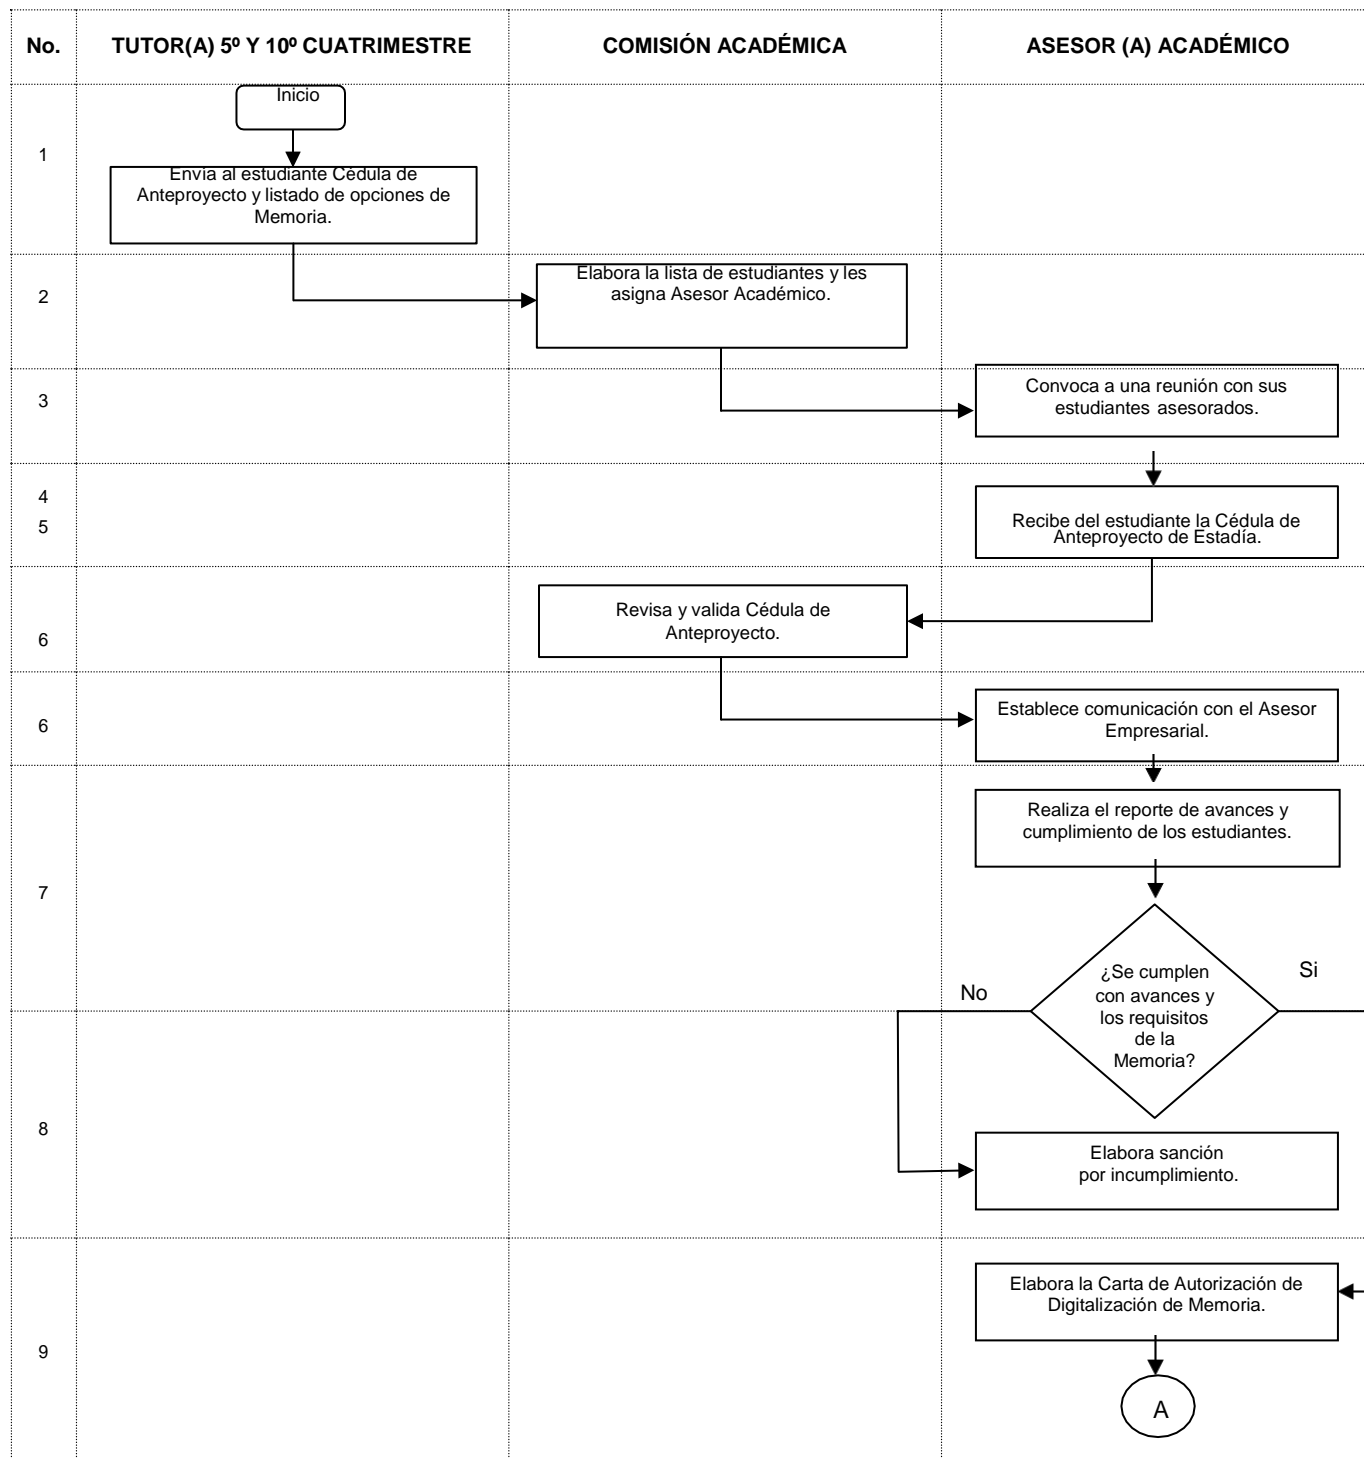 No.
TUTOR(A) 5º Y 10º CUATRIMESTRE
COMISIÓN ACADÉMICA
ASESOR (A) ACADÉMICO
Inicio
1
Envía al estudiante Cédula de
Anteproyecto y listado de opciones de
Memoria.
2
Elabora la lista de estudiantes y les
asigna Asesor Académico.
3
Convoca a una reunión con sus
estudiantes asesorados.
4
5
Recibe del estudiante la Cédula de
Anteproyecto de Estadía.
6
Revisa y valida Cédula de
Anteproyecto.
6
Establece comunicación con el Asesor
Empresarial.
Realiza el reporte de avances y
cumplimiento de los estudiantes.
7
¿Se cumplen
con avances y
los requisitos
de la
Memoria?
No
Si
8
Elabora sanción
por incumplimiento.
Elabora la Carta de Autorización de
Digitalización de Memoria.
9
A